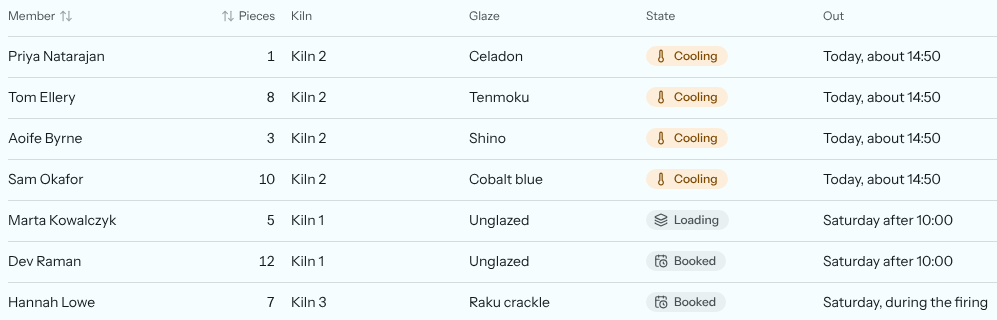 Member Pieces Kiln Glaze State Out
Priya Natarajan 1 Kiln 2 Celadon Cooling Today, about 14:50
Tom Ellery 8 Kiln 2 Tenmoku Cooling Today, about 14:50
Aoife Byrne 3 Kiln 2 Shino Cooling Today, about 14:50
Sam Okafor 10 Kiln 2 Cobalt blue Cooling Today, about 14:50
Marta Kowalczyk 5 Kiln 1 Unglazed Loading Saturday after 10:00
Dev Raman 12 Kiln 1 Unglazed Booked Saturday after 10:00
Hannah Lowe 7 Kiln 3 Raku crackle Booked Saturday, during the firing